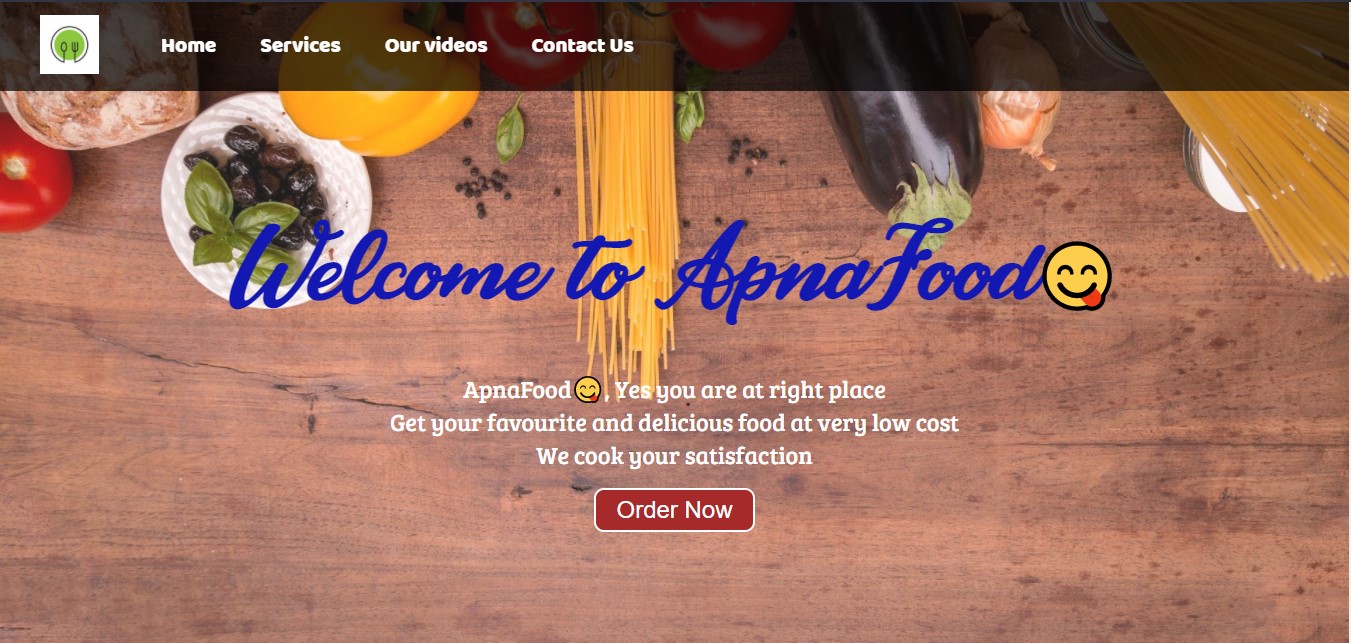 Home Services Our videos Contact Us
Welcome to ApnaFood😋
ApnaFood😋, Yes you are at right place
Get your favourite and delicious food at very low cost
We cook your satisfaction
Order Now